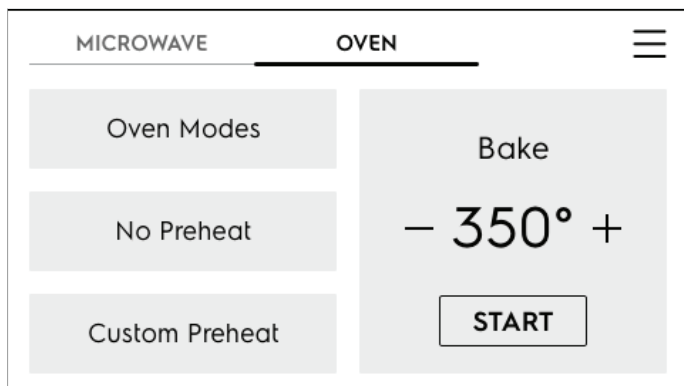 MICROWAVE
OVEN
Oven Modes
No Preheat
Custom Preheat
Bake
− 350° +
START